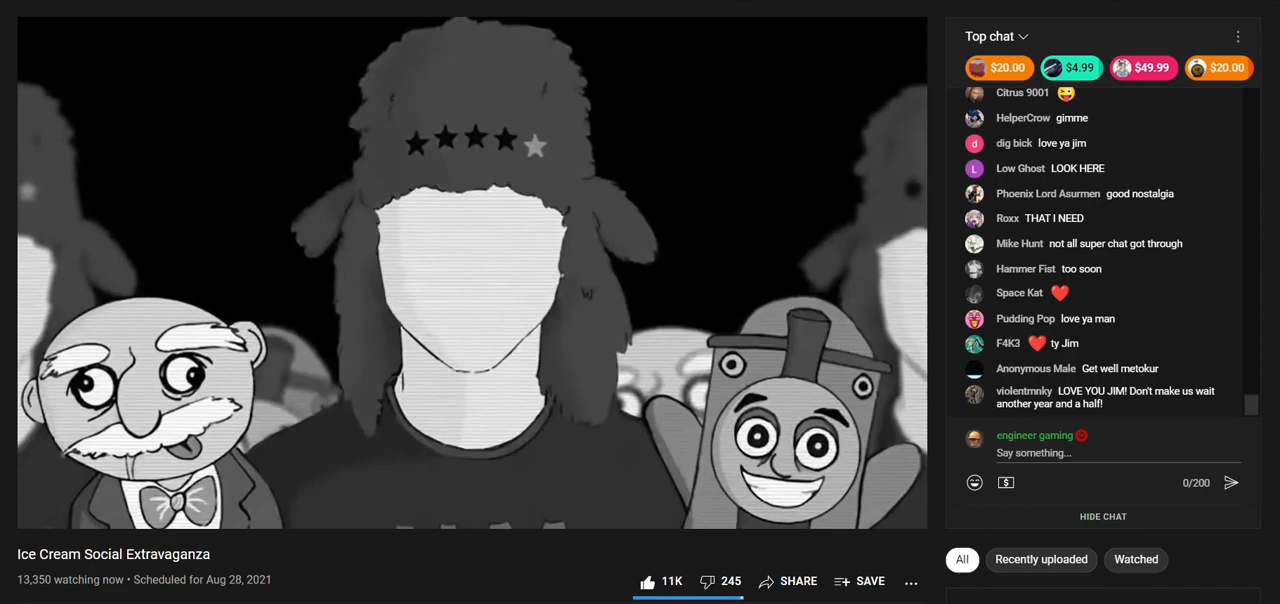 Top chat
$20.00 $4.99 $49.99 $20.00
Citrus 9001
HelperCrow gimme
d dig bick love ya jim
L Low Ghost LOOK HERE
Phoenix Lord Asurmen good nostalgia
Roxx THAT I NEED
Mike Hunt not all super chat got through
Hammer Fist too soon
Space Kat
Pudding Pop love ya man
F4K3 ty Jim
Anonymous Male Get well metokur
violentmnky LOVE YOU JIM! Don't make us wait
another year and a half!
engineer gaming
Say something...
$ 0/200
HIDE CHAT
Ice Cream Social Extravaganza
13,350 watching now • Scheduled for Aug 28, 2021
11K 245 SHARE SAVE ...
All Recently uploaded Watched